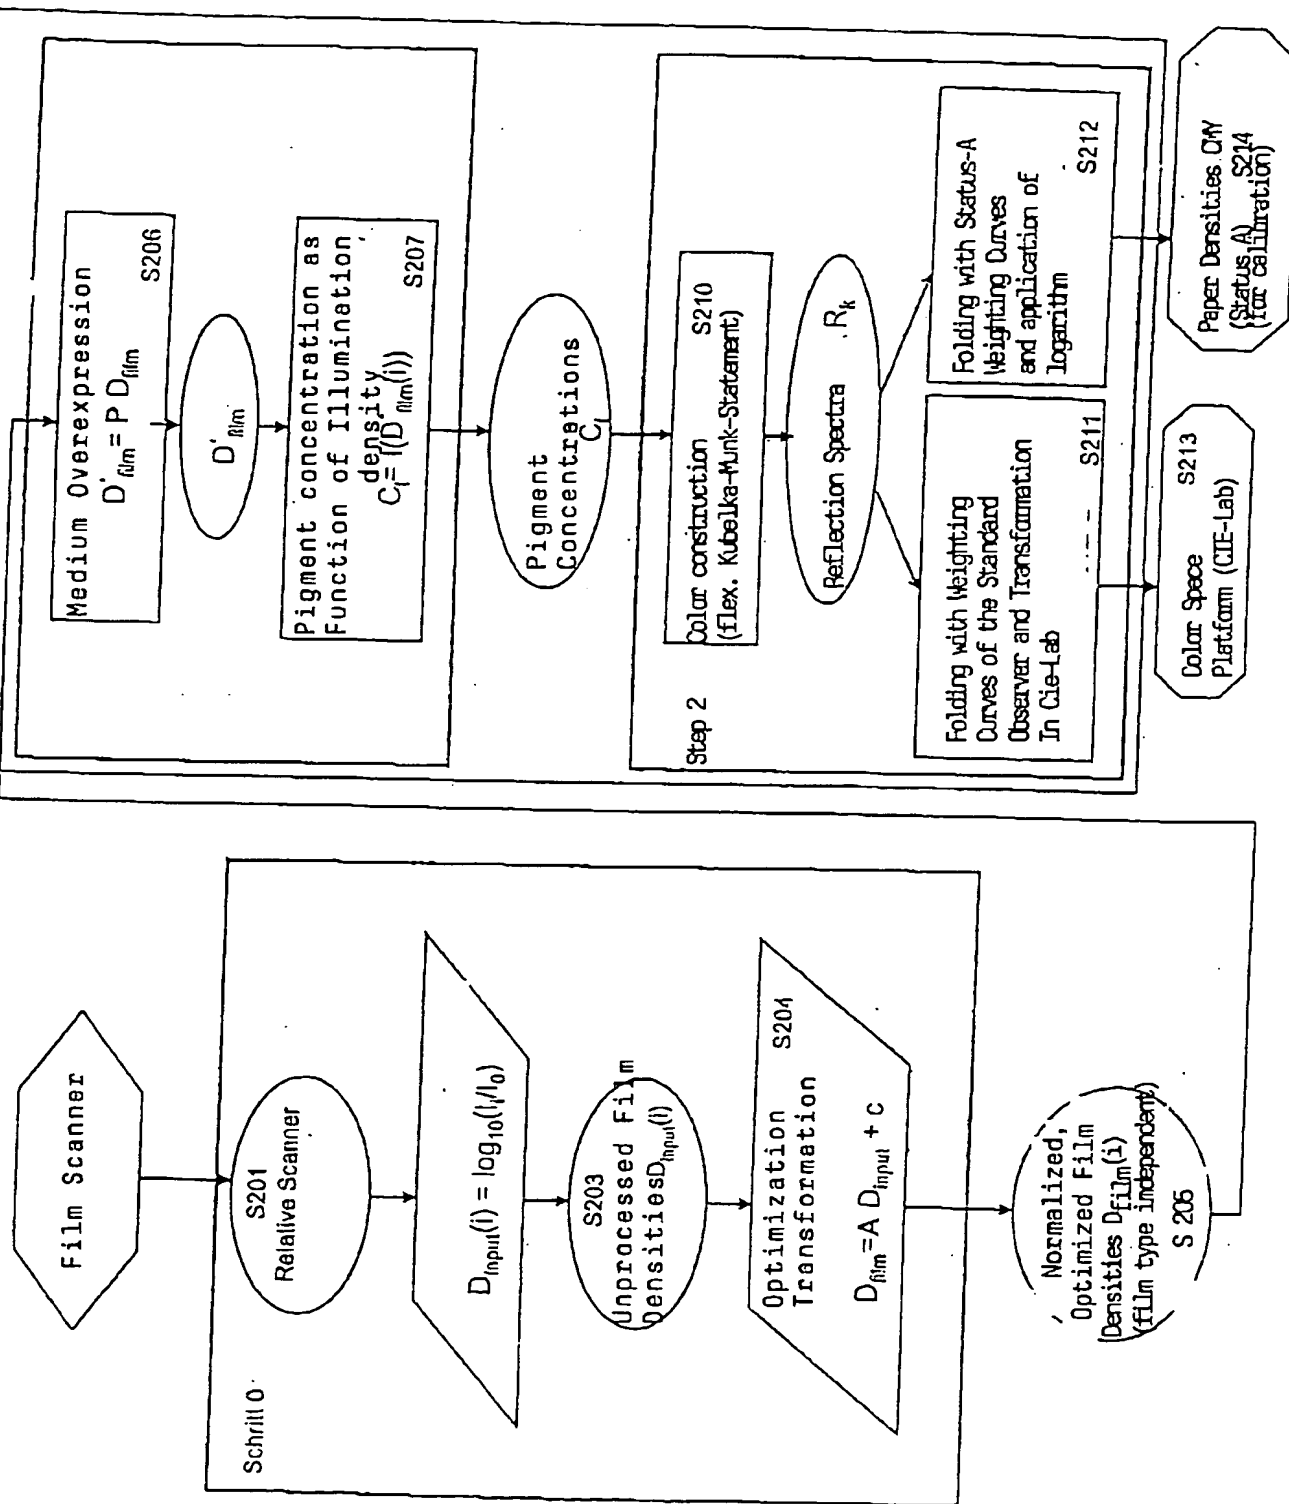 Film Scanner
Schritt 0
S201
Relative Scanner
D_input(i) = log10(I_i/I_0)
S203
Unprocessed Film
Densities D_input(i)
Optimization
Transformation
S204
D_film = A D_input + c
Normalized,
Optimized Film
Densities D_film(i)
(film type independent)
S 205
Medium Overexpression
D'_film = P D_film
S206
D'_film
Pigment concentration as
Function of Illumination
density
C_i = f(D'_film(i))
S207
Pigment
Concentrations
C_i
Step 2
Color construction
S210
(flex. Kubelka-Munk-Statement)
Reflection Spectra R_k
Folding with Weighting
Curves of the Standard
Observer and Transformation
In Cie-Lab
S211
Folding with Status-A
Weighting Curves
and application of
logarithm
S212
Color Space
S213
Platform (CIE-Lab)
Paper Densities CMY
(Status A) S214
(for calibration)